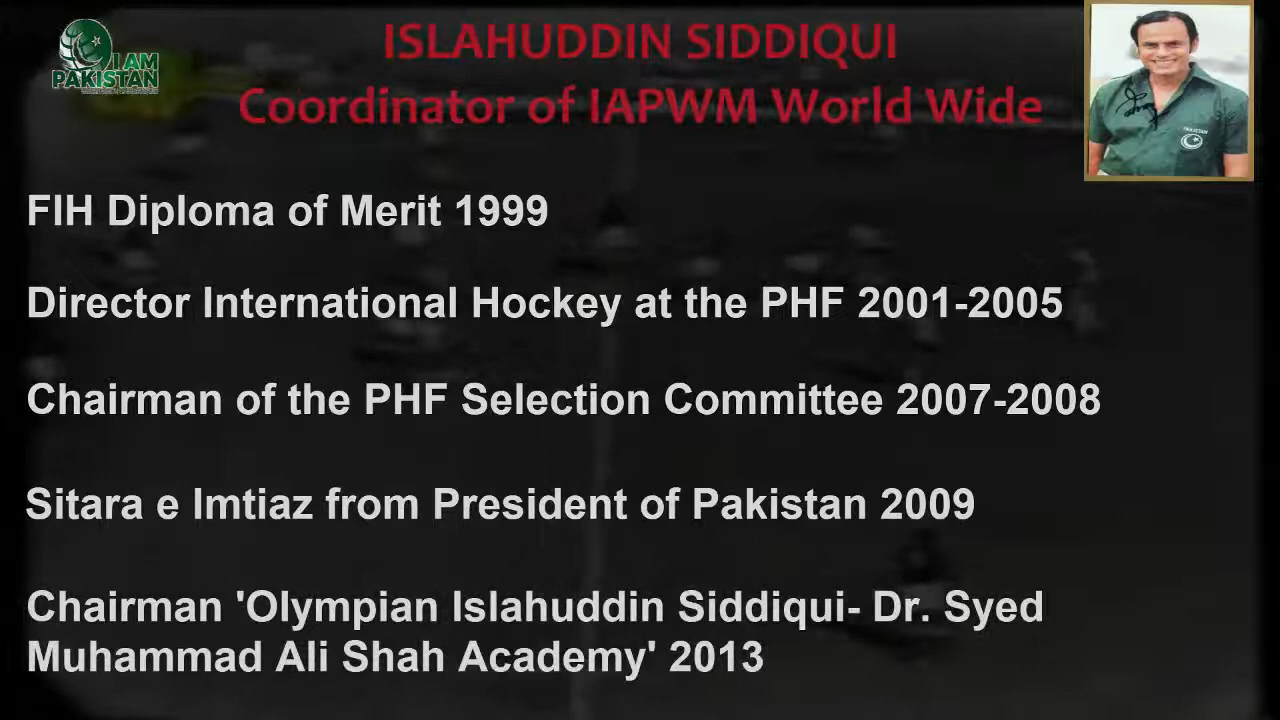 I AM
PAKISTAN
ISLAHUDDIN SIDDIQUI
Coordinator of IAPWM World Wide
PAKISTAN
FIH Diploma of Merit 1999
Director International Hockey at the PHF 2001-2005
Chairman of the PHF Selection Committee 2007-2008
Sitara e Imtiaz from President of Pakistan 2009
Chairman 'Olympian Islahuddin Siddiqui- Dr. Syed
Muhammad Ali Shah Academy' 2013